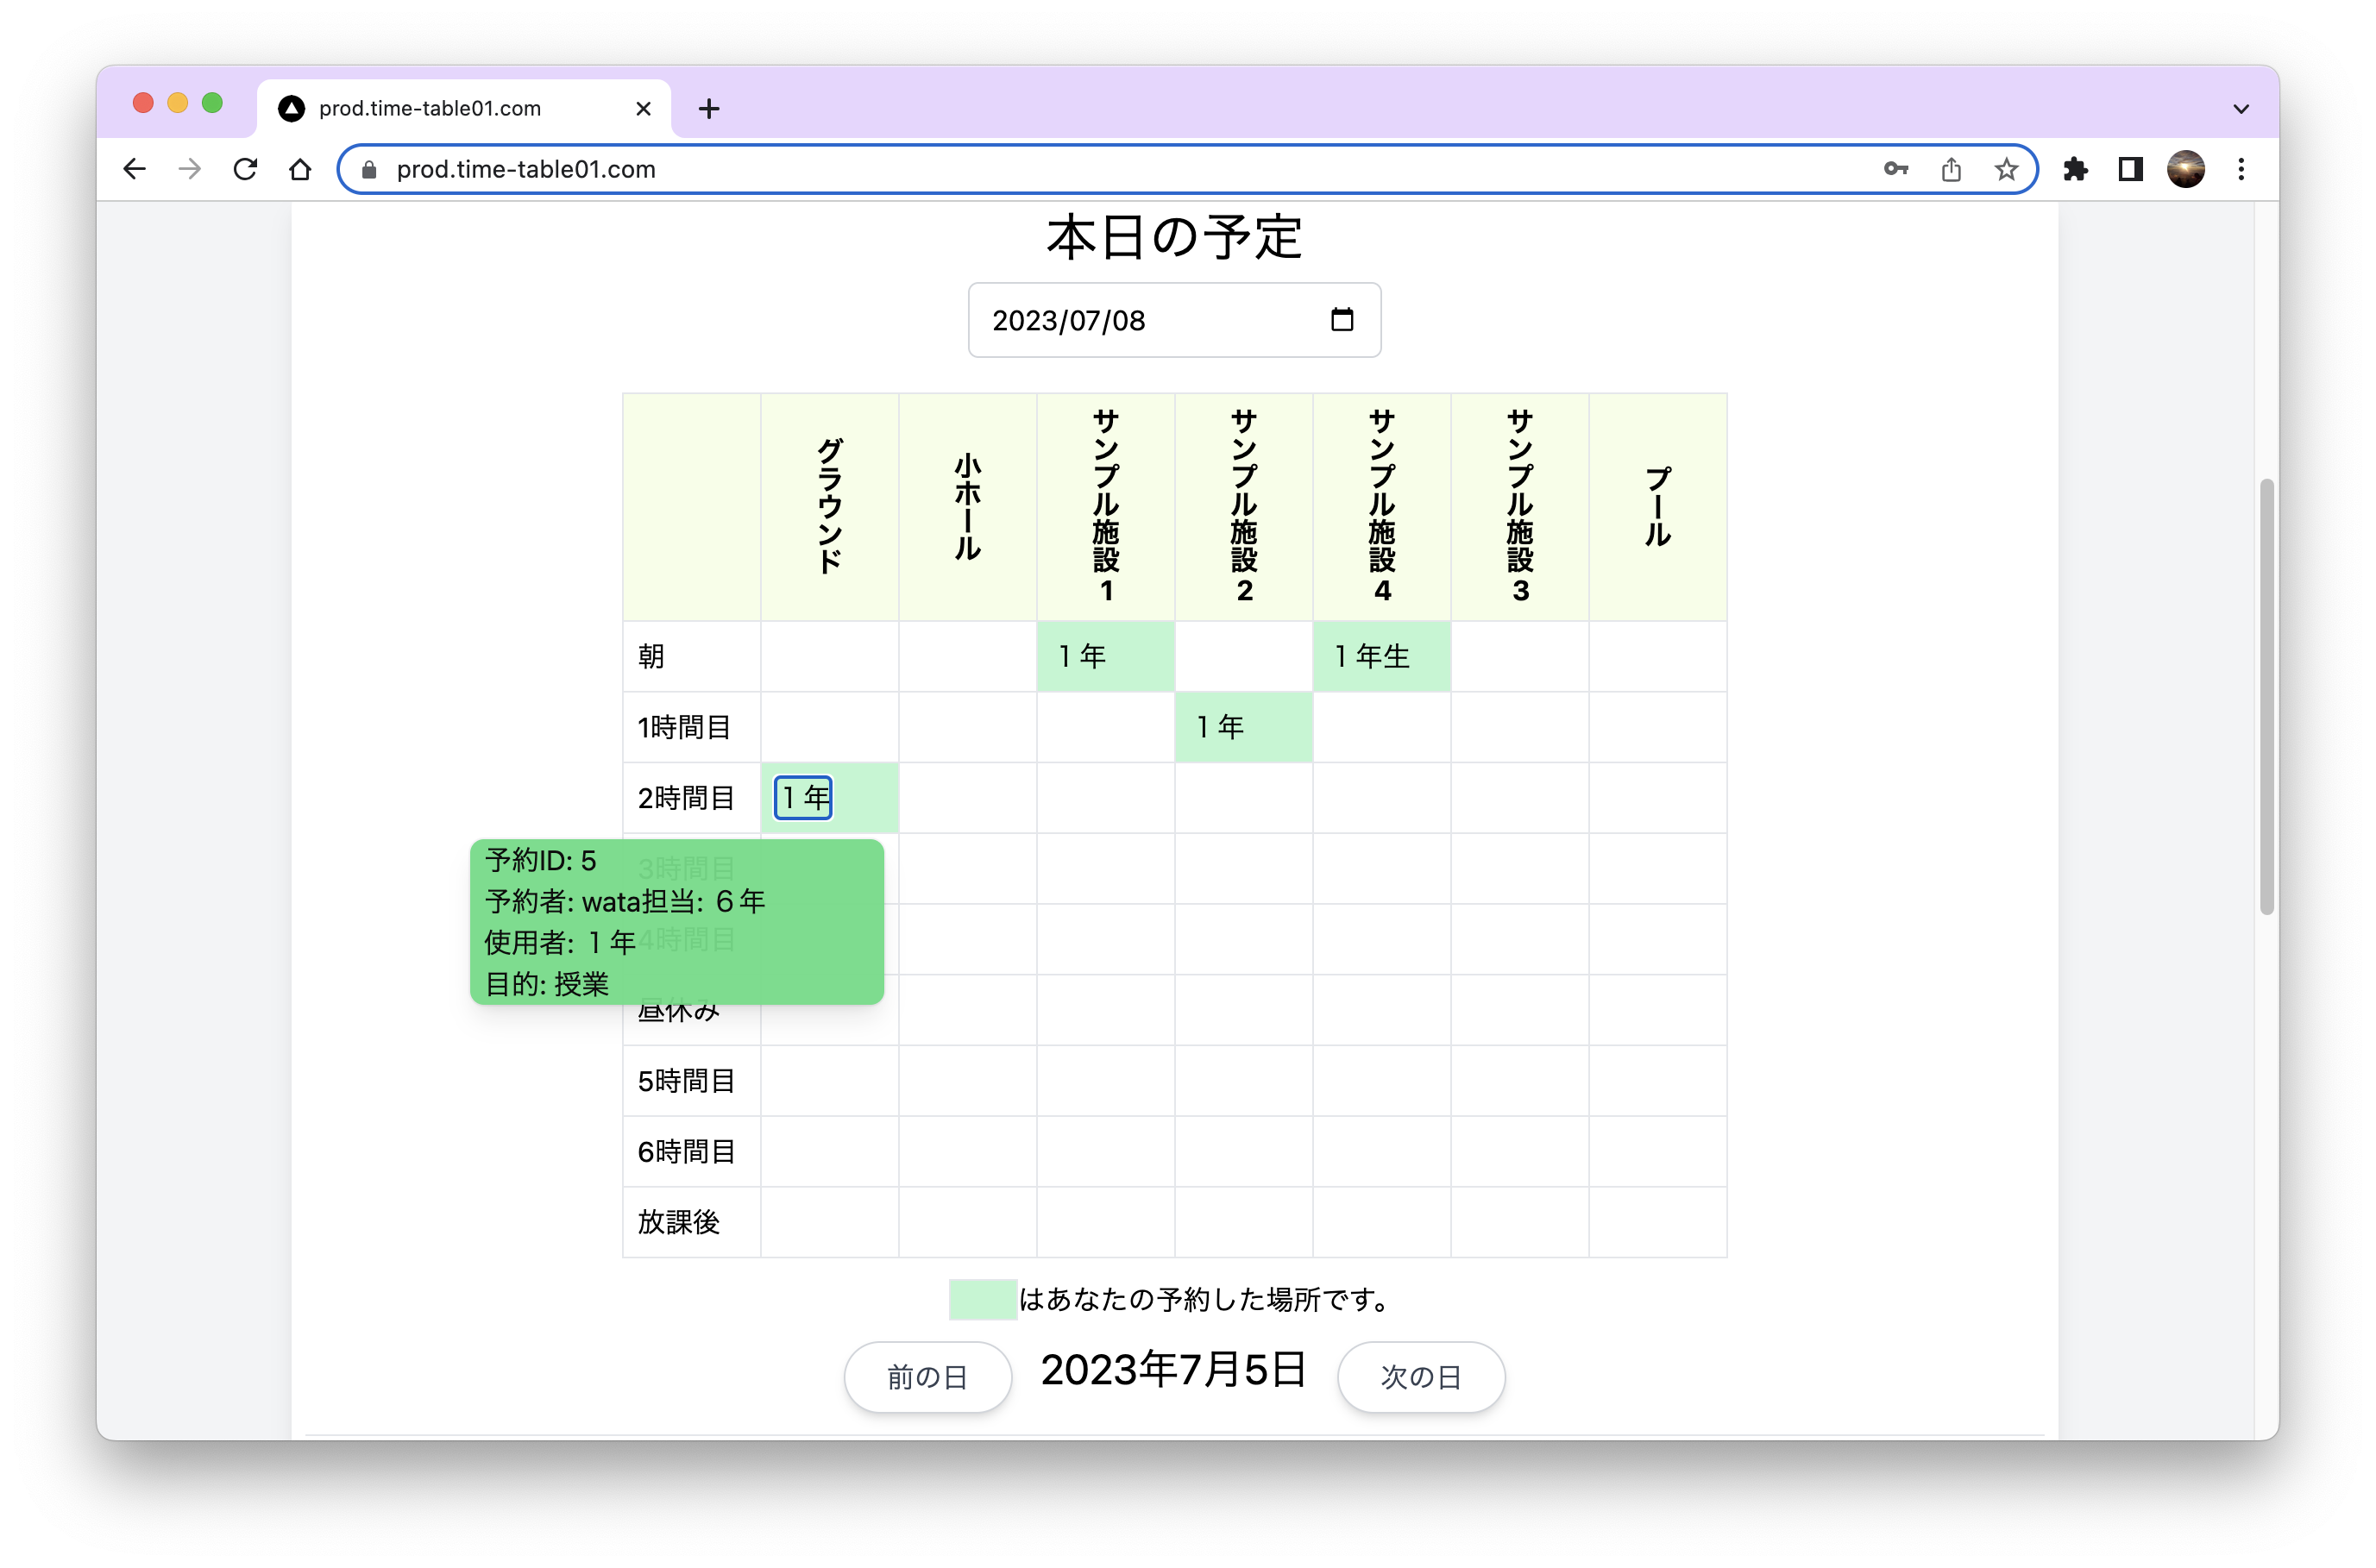 prod.time-table01.com
prod.time-table01.com
本日の予定
2023/07/08
グラウンド
小ホール
サンプル施設1
サンプル施設2
サンプル施設4
サンプル施設3
プール
朝 1年 1年生
1時間目 1年
2時間目 1年
3時間目
予約ID: 5
予約者: wata担当: 6年
使用者: 1年
4時間目
目的: 授業
昼休み
5時間目
6時間目
放課後
はあなたの予約した場所です。
前の日 2023年7月5日 次の日